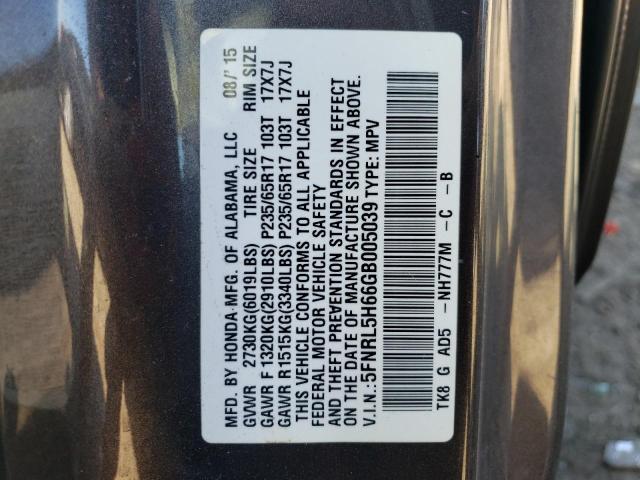 MFD. BY HONDA-MFG. OF ALABAMA, LLC 08/'15
GVWR 2730KG(6019LBS) TIRE SIZE RIM SIZE
GAWR F 1320KG(2910LBS) P235/65R17 103T 17X7J
GAWR R 1515KG(3340LBS) P235/65R17 103T 17X7J
THIS VEHICLE CONFORMS TO ALL APPLICABLE
FEDERAL MOTOR VEHICLE SAFETY
AND THEFT PREVENTION STANDARDS IN EFFECT
ON THE DATE OF MANUFACTURE SHOWN ABOVE.
V.I.N.:5FNRL5H66GB005039 TYPE: MPV
TK8 G AD5 -NH777M -C -B